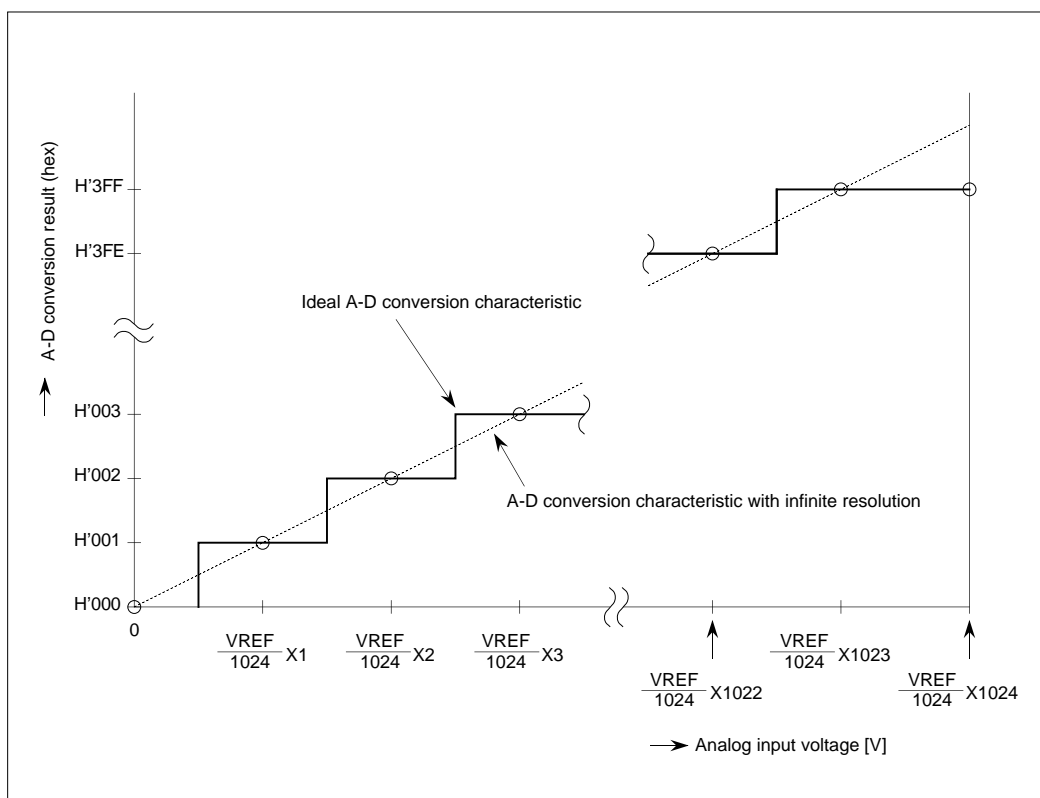 A-D conversion result (hex)
H'3FF
H'3FE
Ideal A-D conversion characteristic
H'003
H'002
A-D conversion characteristic with infinite resolution
H'001
H'000
0
VREF
1024 X1
VREF
1024 X2
VREF
1024 X3
VREF
1024 X1022
VREF
1024 X1023
VREF
1024 X1024
Analog input voltage [V]